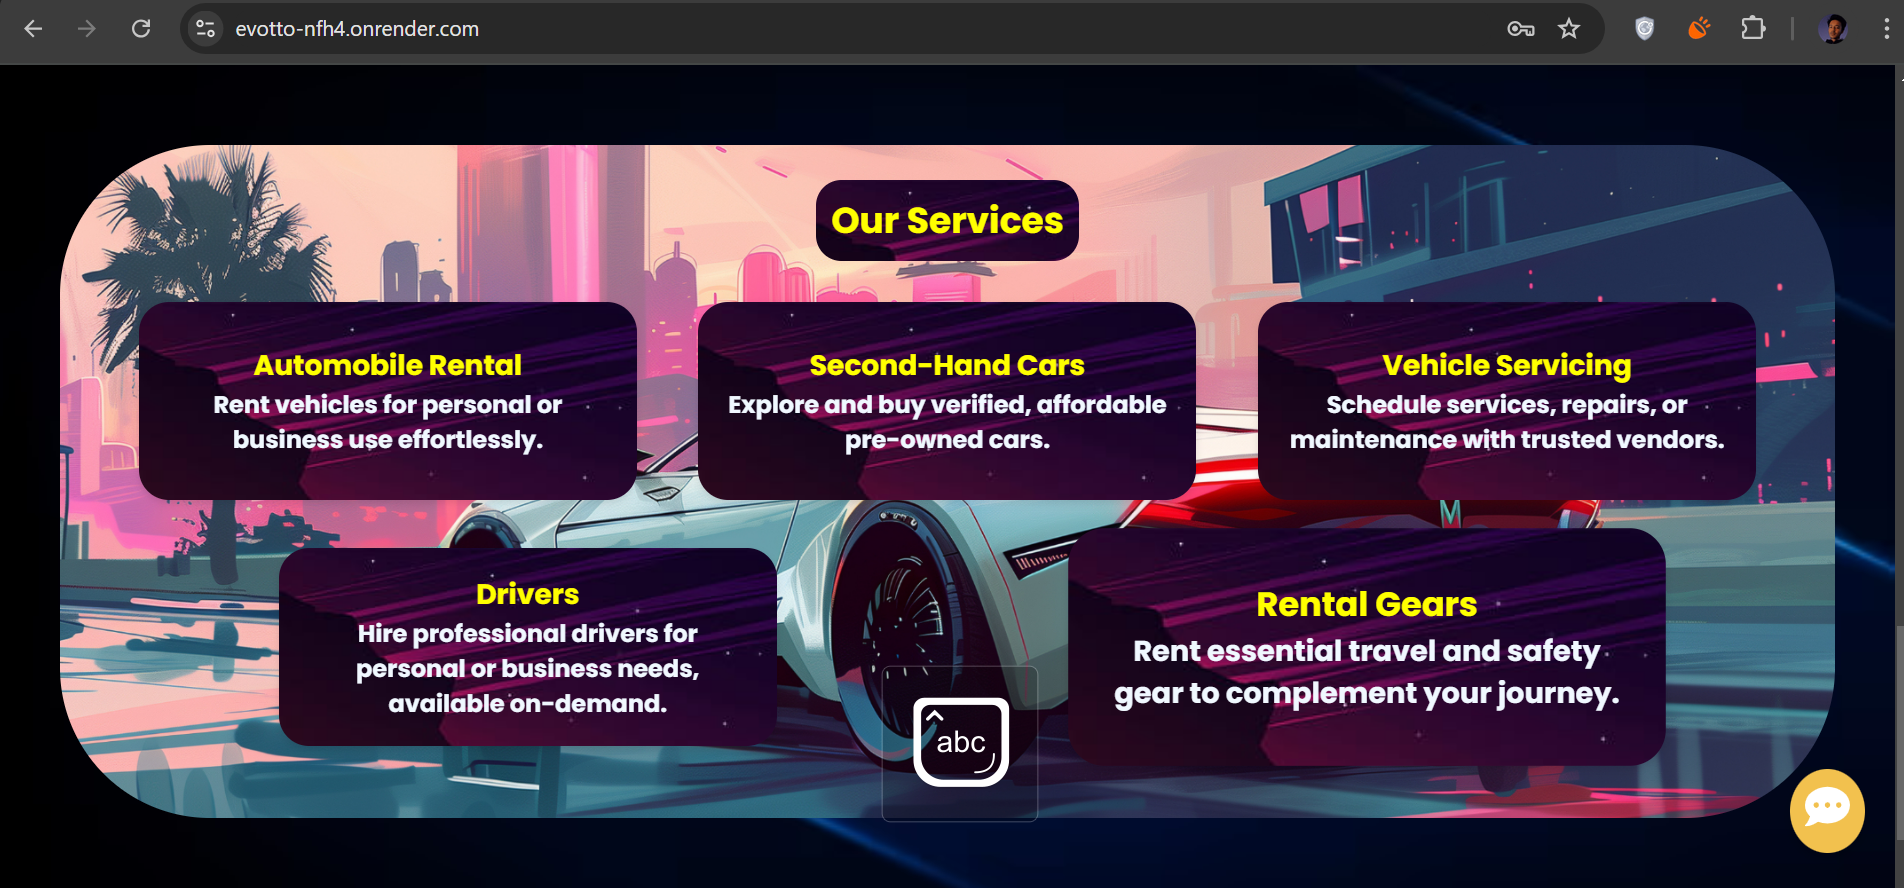 evotto-nfh4.onrender.com
Our Services
Automobile Rental
Rent vehicles for personal or
business use effortlessly.
Second-Hand Cars
Explore and buy verified, affordable
pre-owned cars.
Vehicle Servicing
Schedule services, repairs, or
maintenance with trusted vendors.
M
Drivers
Hire professional drivers for
personal or business needs,
available on-demand.
Rental Gears
Rent essential travel and safety
gear to complement your journey.
abc